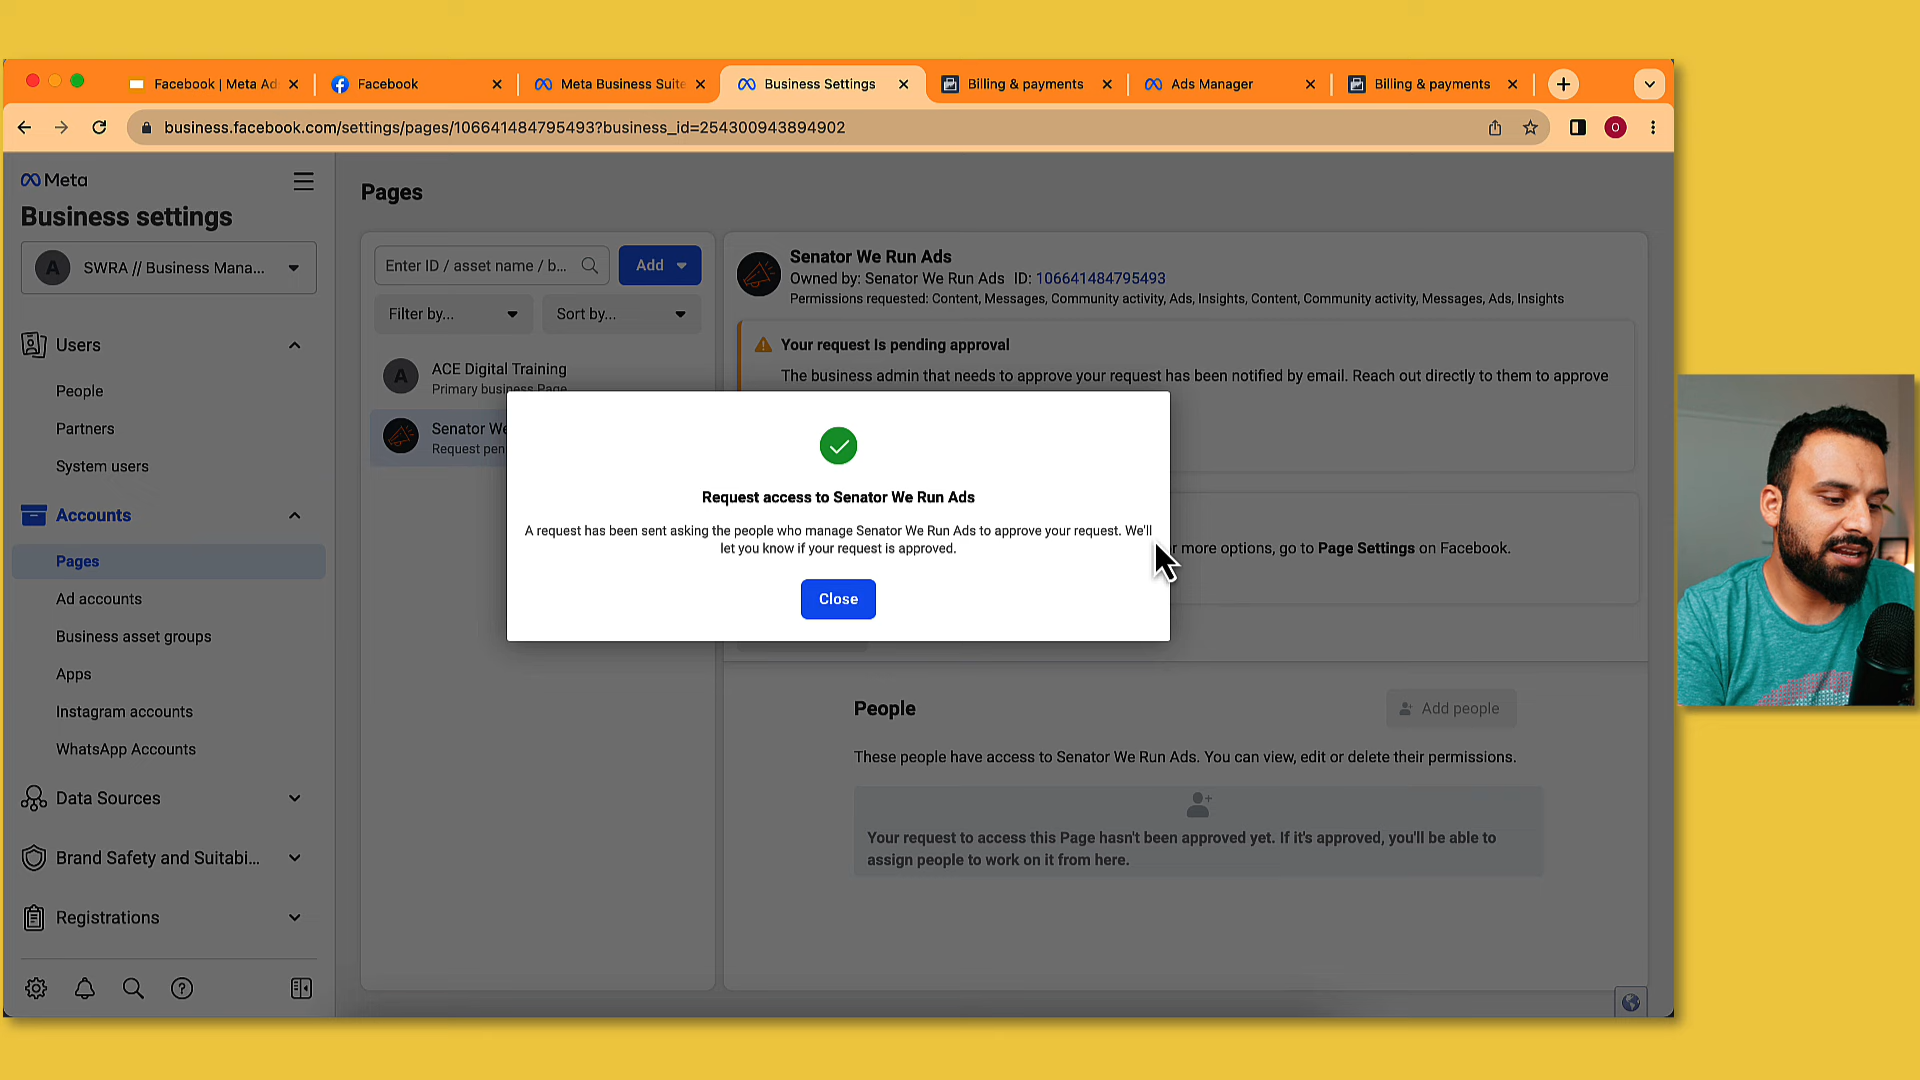 Facebook | Meta Ad
Facebook
Meta Business Suite
Business Settings
Billing & payments
Ads Manager
Billing & payments
business.facebook.com/settings/pages/106641484795493?business_id=254300943894902
O
Meta
Business settings
A
SWRA // Business Mana...
Users
People
Partners
System users
Accounts
Pages
Ad accounts
Business asset groups
Apps
Instagram accounts
WhatsApp Accounts
Data Sources
Brand Safety and Suitabi...
Registrations
Pages
Enter ID / asset name / b...
Add
Filter by...
Sort by...
A
ACE Digital Training
Primary business Page
Senator We
Request pen
Senator We Run Ads
Owned by: Senator We Run Ads ID: 106641484795493
Permissions requested: Content, Messages, Community activity, Ads, Insights, Content, Community activity, Messages, Ads, Insights
Your request Is pending approval
The business admin that needs to approve your request has been notified by email. Reach out directly to them to approve
Request access to Senator We Run Ads
A request has been sent asking the people who manage Senator We Run Ads to approve your request. We'll
let you know if your request is approved.
Close
more options, go to Page Settings on Facebook.
People
Add people
These people have access to Senator We Run Ads. You can view, edit or delete their permissions.
Your request to access this Page hasn't been approved yet. If it's approved, you'll be able to
assign people to work on it from here.